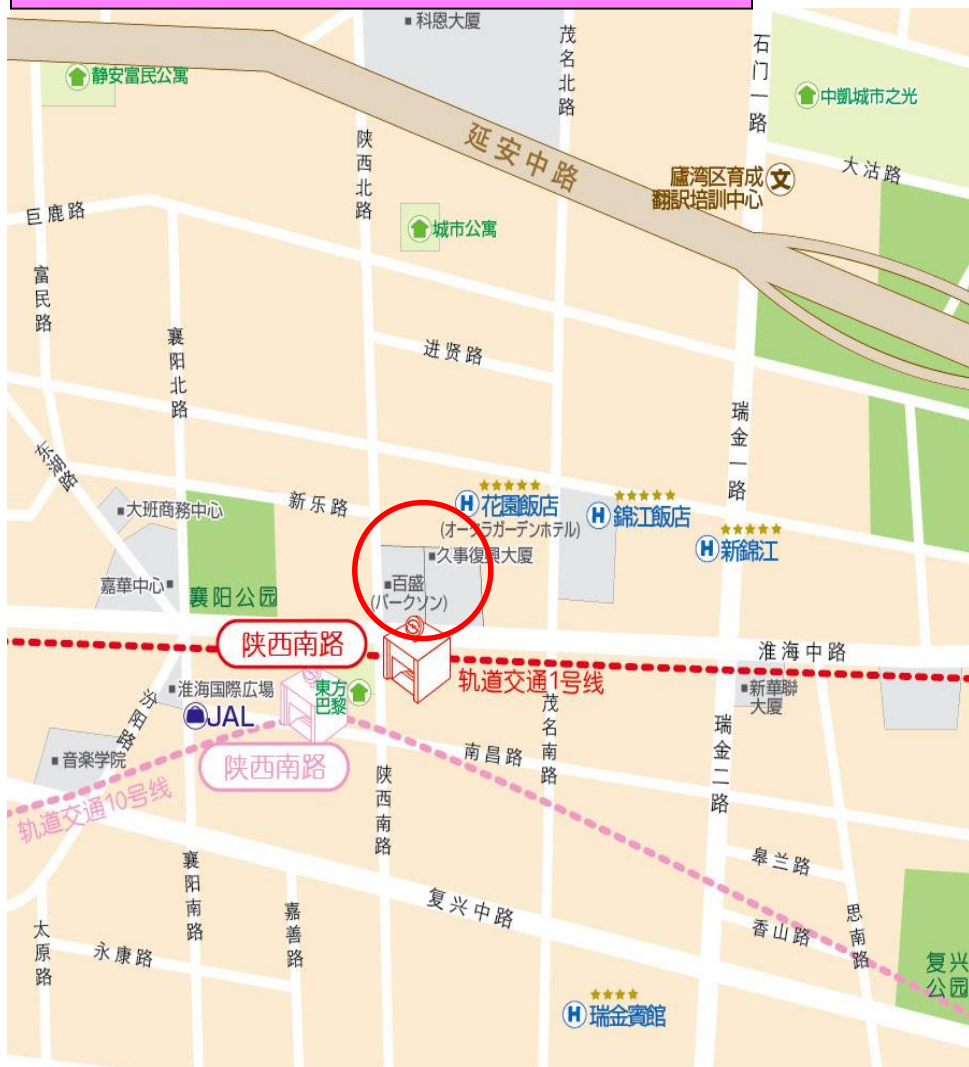 科恩大厦
茂名北路
石门一路
静安富民公寓
中凱城市之光
陕西北路
延安中路
大沽路
廬湾区育成
翻訳培訓中心
文
巨鹿路
城市公寓
富民路
襄阳北路
进贤路
瑞金一路
东湖路
新乐路
大班商務中心
H 花園飯店
(オークラガーデンホテル)
H 錦江飯店
H 新錦江
久事復興大厦
嘉華中心
襄阳公园
百盛
(パークソン)
陕西南路
淮海中路
轨道交通1号线
淮海国際広場
東方
巴黎
新華聯
大厦
JAL
汾阳路
茂名南路
瑞金二路
音楽学院
陕西南路
南昌路
轨道交通10号线
陕西南路
皋兰路
襄阳南路
嘉善路
复兴中路
香山路
思南路
太原路
永康路
复兴
公园
H 瑞金賓館